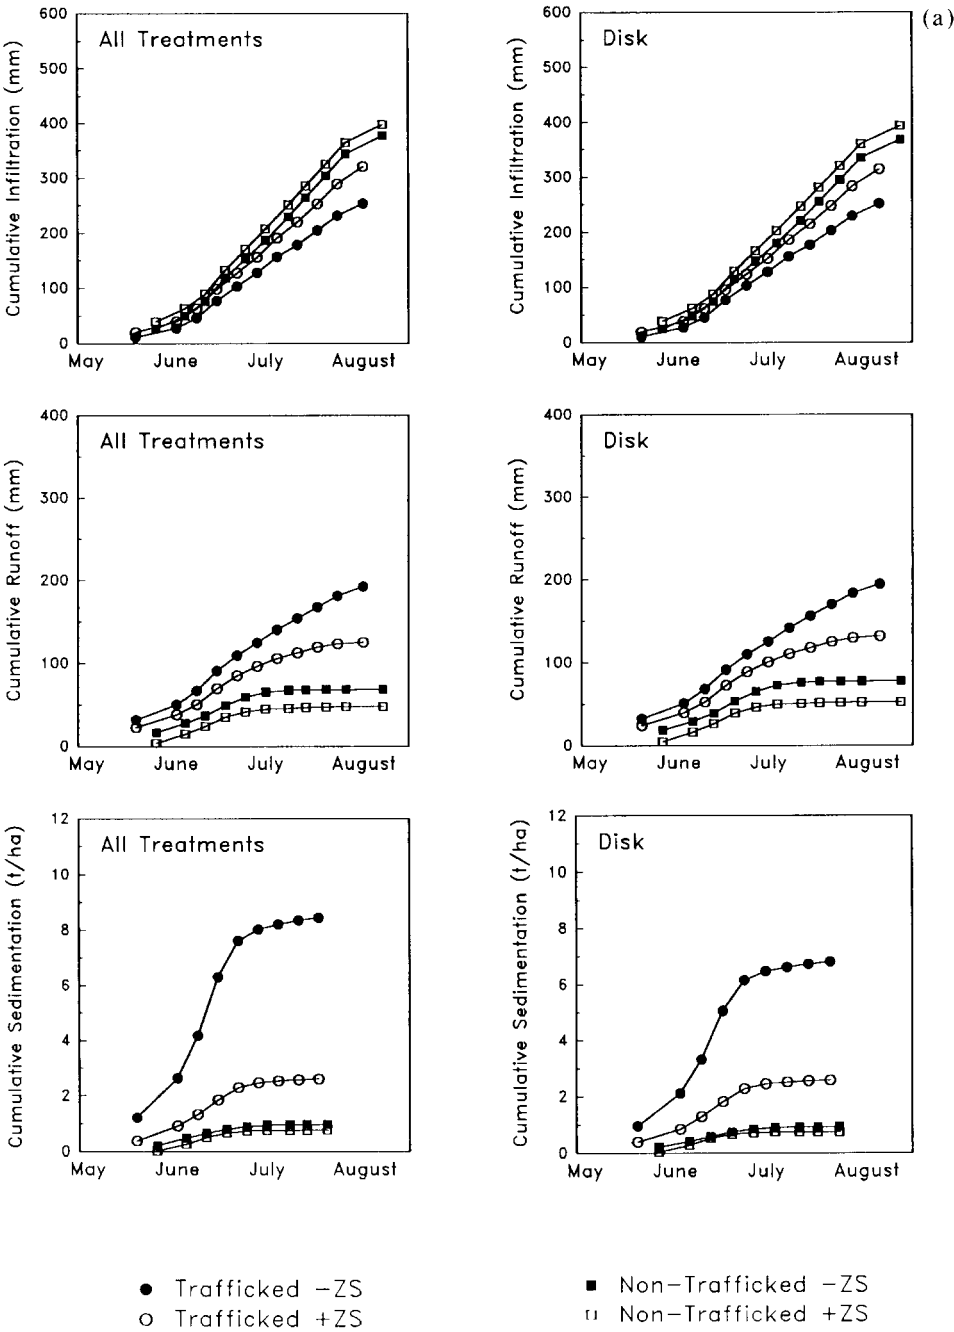 (a)
All Treatments
Cumulative Infiltration (mm)
600
500
400
300
200
100
0
May June July August
Disk
Cumulative Infiltration (mm)
600
500
400
300
200
100
0
May June July August
All Treatments
Cumulative Runoff (mm)
400
300
200
100
0
May June July August
Disk
Cumulative Runoff (mm)
400
300
200
100
0
May June July August
All Treatments
Cumulative Sedimentation (t/ha)
12
10
8
6
4
2
0
May June July August
Disk
Cumulative Sedimentation (t/ha)
12
10
8
6
4
2
0
May June July August
Trafficked -ZS
Trafficked +ZS
Non-Trafficked -ZS
Non-Trafficked +ZS